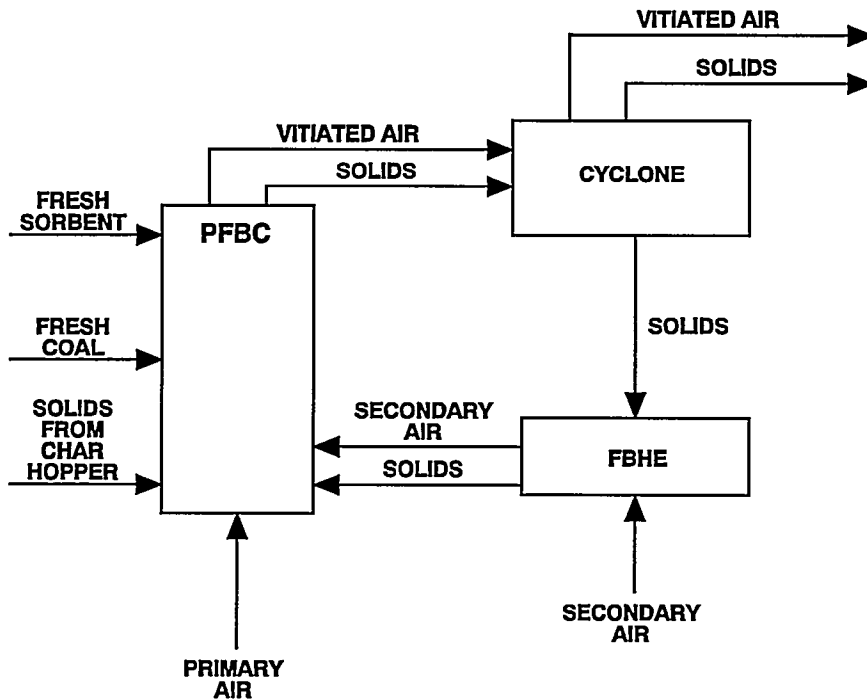 VITIATED AIR
SOLIDS
VITIATED AIR
SOLIDS
CYCLONE
FRESH
SORBENT
PFBC
FRESH
COAL
SOLIDS
SOLIDS
FROM
CHAR
HOPPER
SECONDARY
AIR
SOLIDS
FBHE
SECONDARY
AIR
PRIMARY
AIR